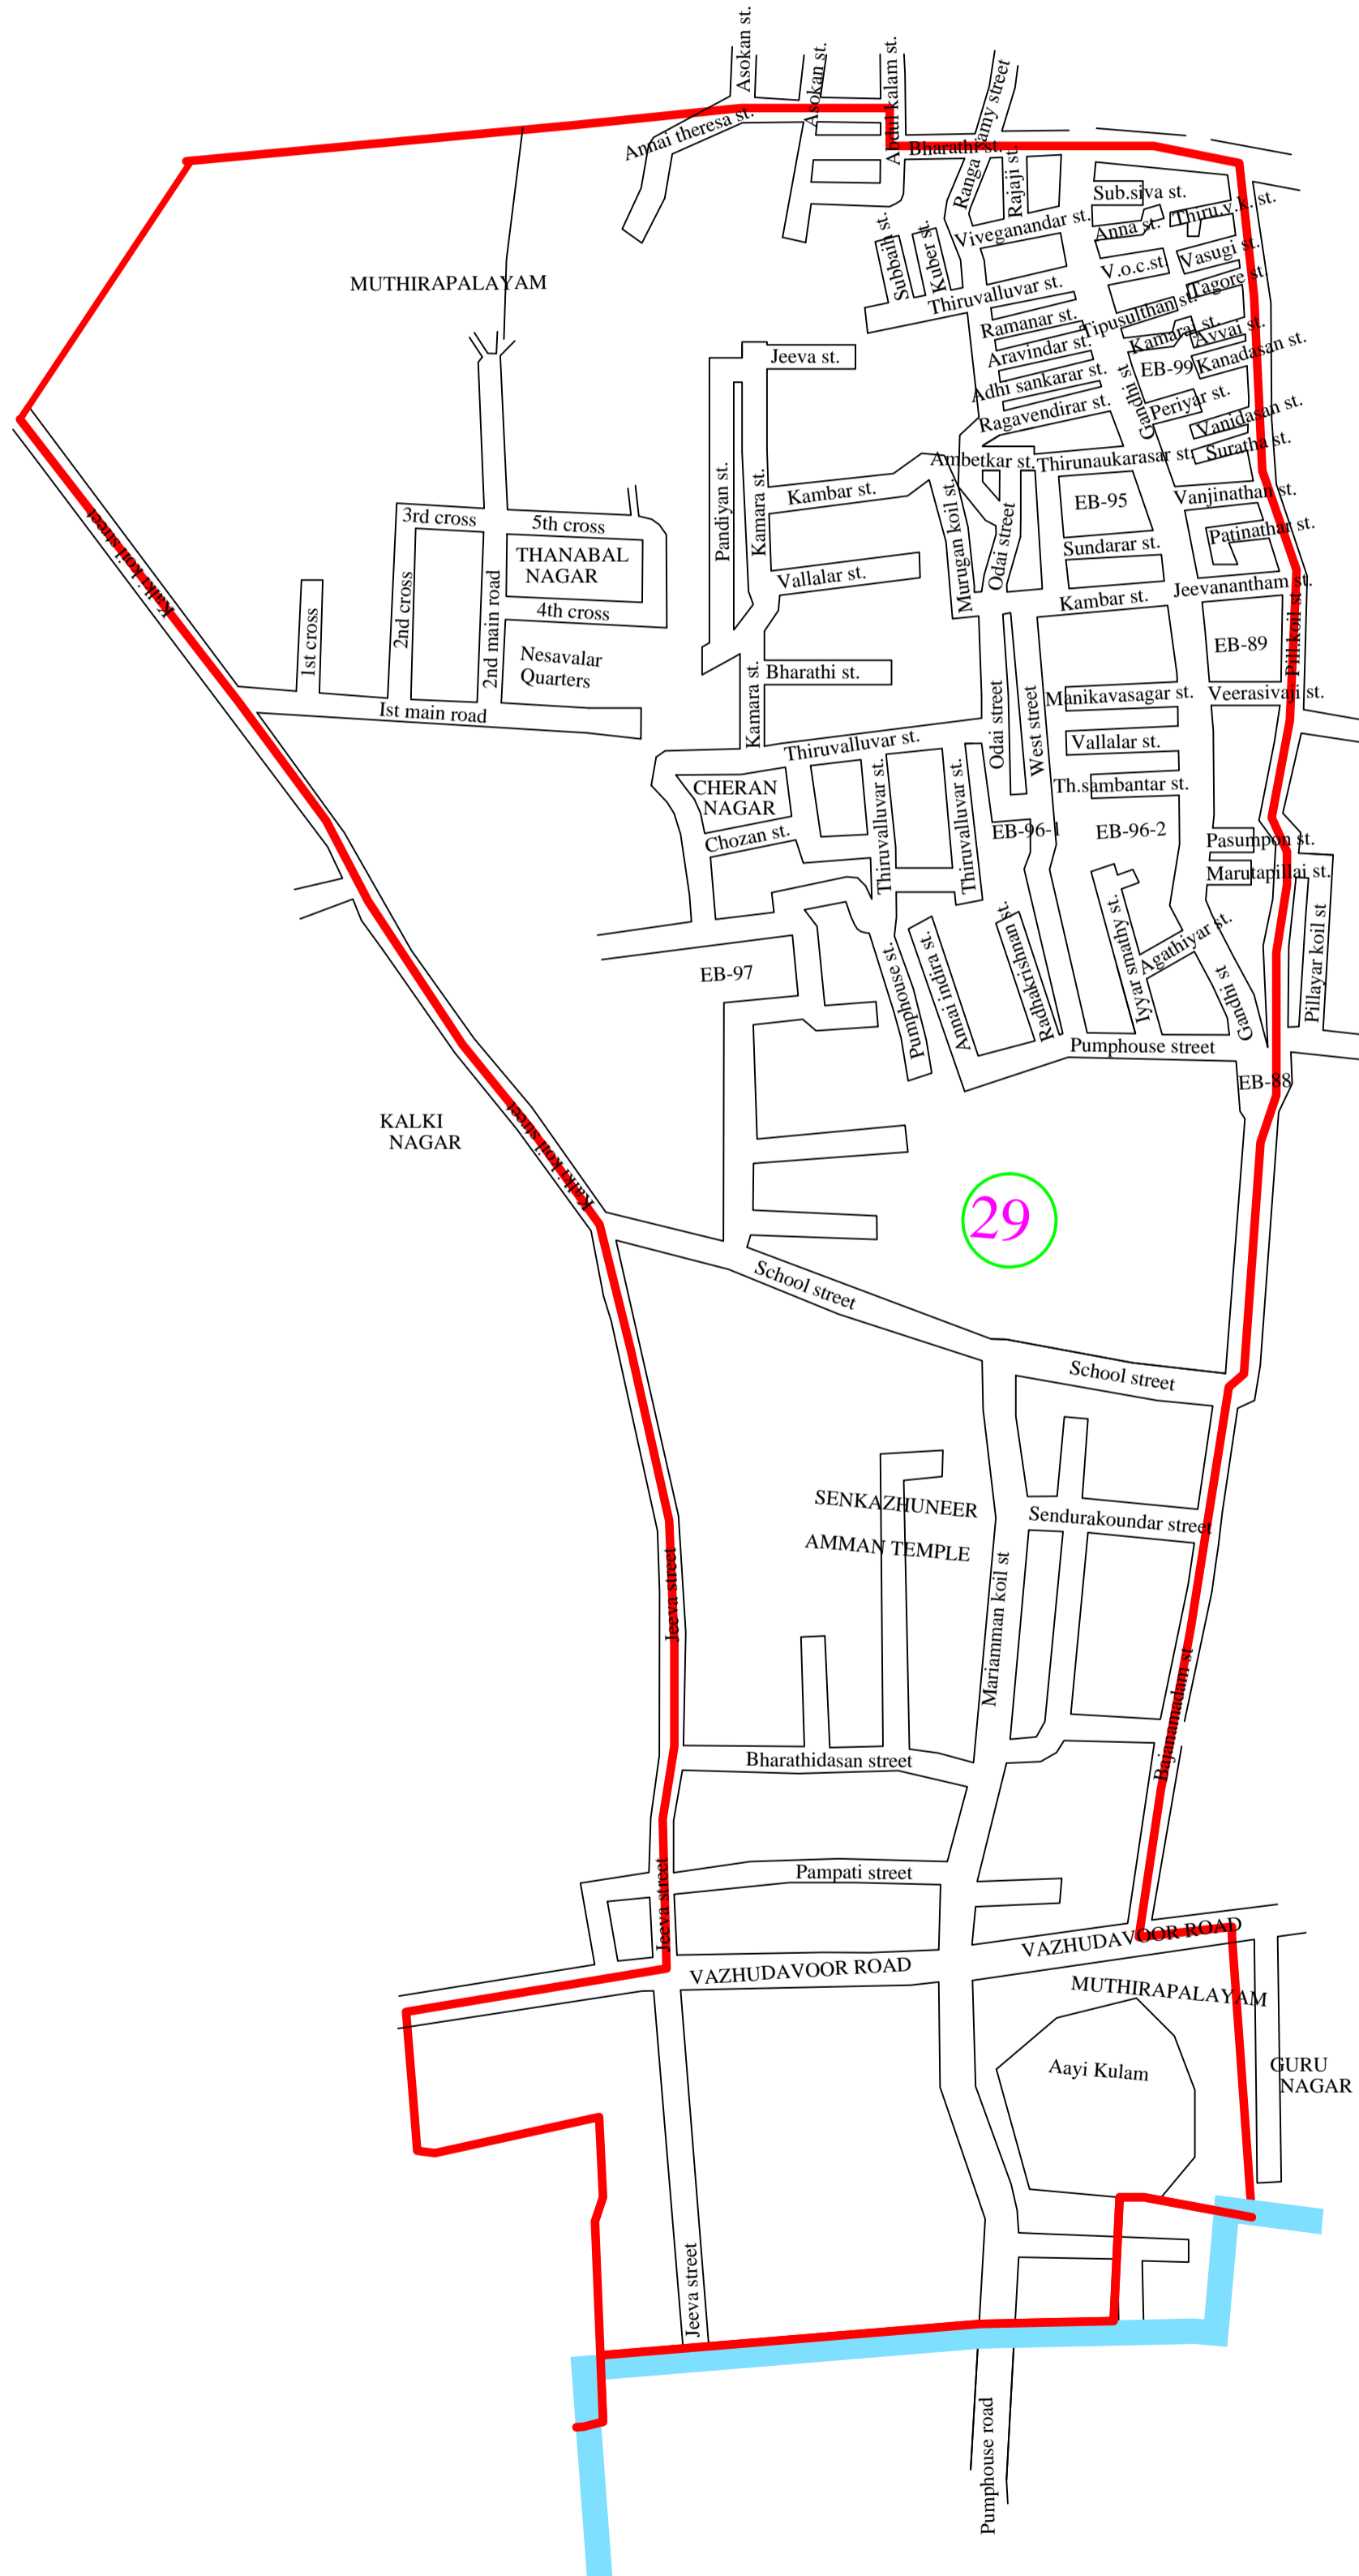 Asokan st.
Asokan st.
Abdul kalam st.
Annai theresa st.
Bharathi st.
Ranga samy street
Rajaji st.
Sub.siva st.
Thiru.v.k. st.
Viveganandar st.
Anna st.
Subbaih st.
Kuber st.
Vasugi st.
V.o.c.st.
Tagore st.
MUTHIRAPALAYAM
Thiruvalluvar st.
Tipusulthan st.
Ramanar st.
Kamaraj st.
Avvai st.
Aravindar st.
Kanadasan st.
Jeeva st.
EB-99
Adhi sankarar st.
Gandhi st
Periyar st.
Ragavendirar st.
Vanidasan st.
Suratha st.
Ambetkar st.
Thirunaukarasar st.
Kambar st.
Vanjinathan st.
EB-95
Pandiyan st.
Kamara st.
Murugan koil st.
Odai street
Patinathar st.
Sundarar st.
3rd cross
5th cross
THANABAL
NAGAR
Kalki koil street
Vallalar st.
Jeevanantham st.
Kambar st.
4th cross
1st cross
2nd cross
2nd main road
Nesavalar
Quarters
EB-89
Pill.koil st.
Bharathi st.
Manikavasagar st.
Veerasivaji st.
Ist main road
Kamara st.
Odai street
West street
Thiruvalluvar st.
Vallalar st.
CHERAN
NAGAR
Thiruvalluvar st.
Thiruvalluvar st.
Th.sambantar st.
Chozan st.
EB-96-1
EB-96-2
Pasumpon st.
Marutapillai st.
EB-97
Pumphouse st.
Annai indira st.
Radhakrishnan st.
Iyyar smathy st.
Agathiyar st.
Gandhi st
Pillayar koil st
Pumphouse street
EB-88
KALKI
NAGAR
Kalki koil street
29
School street
School street
SENKAZHUNEER
AMMAN TEMPLE
Sendurakoundar street
Jeeva street
Mariamman koil st
Bajanamadam st
Bharathidasan street
Pampati street
Jeeva street
VAZHUDAVOOR ROAD
VAZHUDAVOOR ROAD
MUTHIRAPALAYAM
Aayi Kulam
GURU
NAGAR
Jeeva street
Pumphouse road